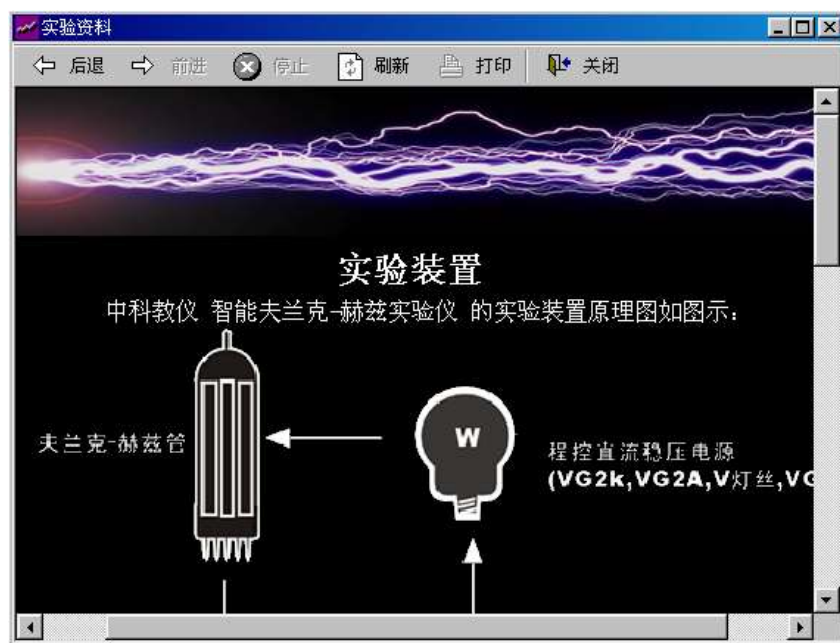 实验资料
后退 前进 停止 刷新 打印 关闭
实验装置
中科教仪 智能夫兰克-赫兹实验仪 的实验装置原理图如图示：
夫兰克-赫兹管
W
程控直流稳压电源
(VG2k,VG2A,V灯丝,VG